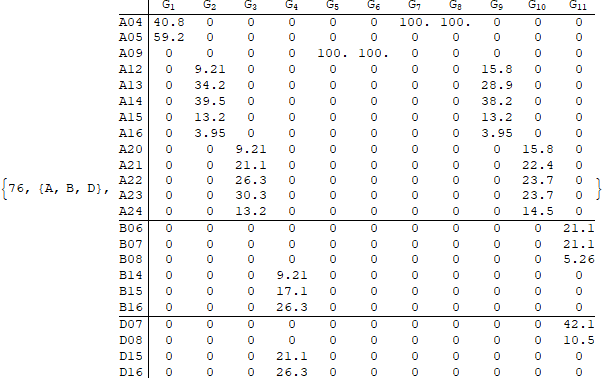 G₁ G₂ G₃ G₄ G₅ G₆ G₇ G₈ G₉ G₁₀ G₁₁
A04 40.8 0 0 0 0 0 100. 100. 0 0 0
A05 59.2 0 0 0 0 0 0 0 0 0 0
A09 0 0 0 0 100. 100. 0 0 0 0 0
A12 0 9.21 0 0 0 0 0 0 15.8 0 0
A13 0 34.2 0 0 0 0 0 0 28.9 0 0
A14 0 39.5 0 0 0 0 0 0 38.2 0 0
A15 0 13.2 0 0 0 0 0 0 13.2 0 0
A16 0 3.95 0 0 0 0 0 0 3.95 0 0
A20 0 0 9.21 0 0 0 0 0 0 15.8 0
A21 0 0 21.1 0 0 0 0 0 0 22.4 0
{76, {A, B, D}, A22 0 0 26.3 0 0 0 0 0 0 23.7 0 }
A23 0 0 30.3 0 0 0 0 0 0 23.7 0
A24 0 0 13.2 0 0 0 0 0 0 14.5 0
B06 0 0 0 0 0 0 0 0 0 0 21.1
B07 0 0 0 0 0 0 0 0 0 0 21.1
B08 0 0 0 0 0 0 0 0 0 0 5.26
B14 0 0 0 9.21 0 0 0 0 0 0 0
B15 0 0 0 17.1 0 0 0 0 0 0 0
B16 0 0 0 26.3 0 0 0 0 0 0 0
D07 0 0 0 0 0 0 0 0 0 0 42.1
D08 0 0 0 0 0 0 0 0 0 0 10.5
D15 0 0 0 21.1 0 0 0 0 0 0 0
D16 0 0 0 26.3 0 0 0 0 0 0 0